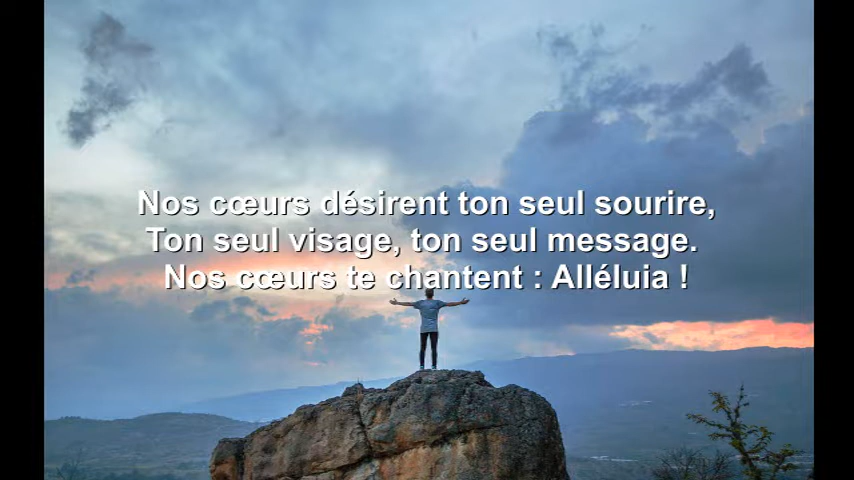 Nos cœurs désirent ton seul sourire,
Ton seul visage, ton seul message.
Nos cœurs te chantent : Alléluia !